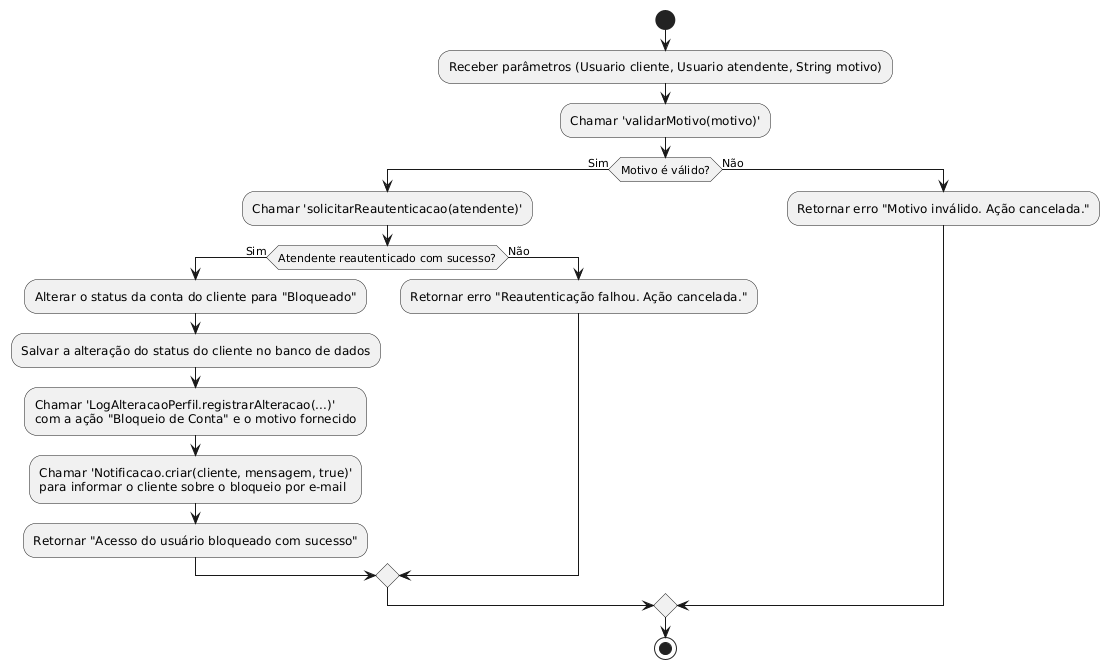 Receber parâmetros (Usuario cliente, Usuario atendente, String motivo)
Chamar 'validarMotivo(motivo)'
Sim
Motivo é válido?
Não
Chamar 'solicitarReautenticacao(atendente)'
Retornar erro "Motivo inválido. Ação cancelada."
Sim
Atendente reautenticado com sucesso?
Não
Alterar o status da conta do cliente para "Bloqueado"
Retornar erro "Reautenticação falhou. Ação cancelada."
Salvar a alteração do status do cliente no banco de dados
Chamar 'LogAlteracaoPerfil.registrarAlteracao(...)'
com a ação "Bloqueio de Conta" e o motivo fornecido
Chamar 'Notificacao.criar(cliente, mensagem, true)'
para informar o cliente sobre o bloqueio por e-mail
Retornar "Acesso do usuário bloqueado com sucesso"